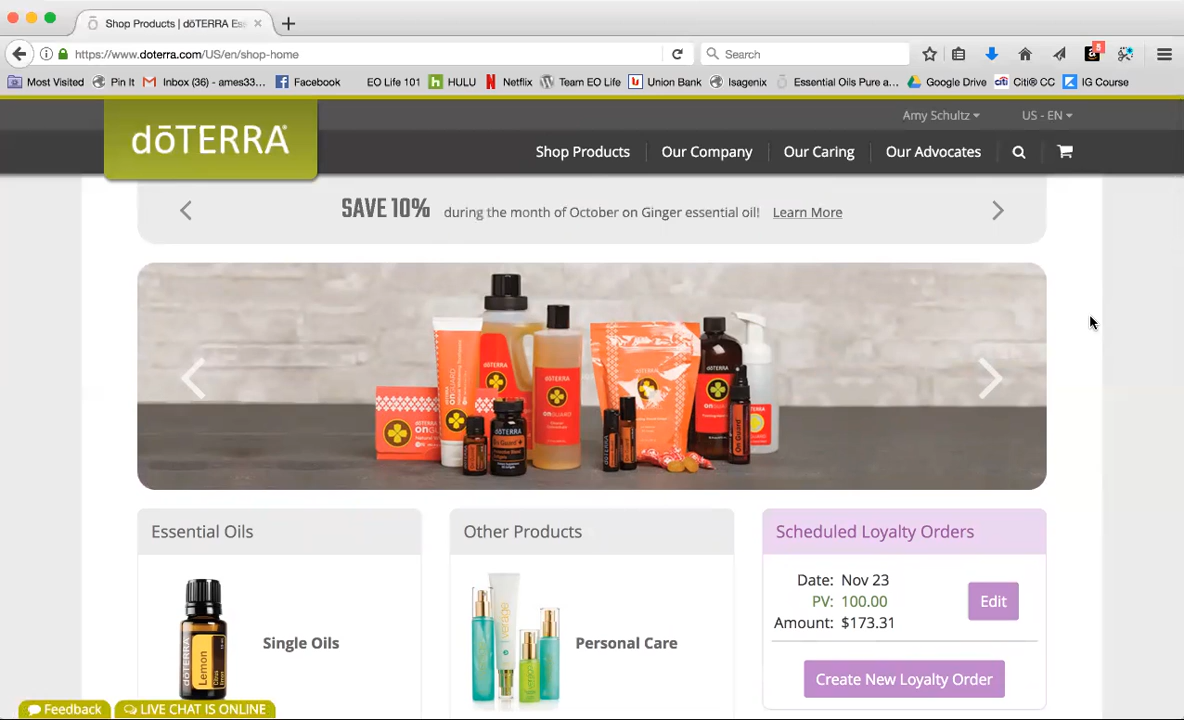 Shop Products | dōTERRA Es
https://www.doterra.com/US/en/shop-home
Search
8
Most Visited Pin It Inbox (36) - ames33... Facebook EO Life 101 HULU Netflix Team EO Life Union Bank Isagenix Essential Oils Pure a... Google Drive citi Citi® CC IG Course
dōTERRA®
Amy Schultz US - EN
Shop Products Our Company Our Caring Our Advocates
SAVE 10% during the month of October on Ginger essential oil! Learn More
Essential Oils
Single Oils
dōTERRA
Lemon
Other Products
Personal Care
Scheduled Loyalty Orders
Date: Nov 23
PV: 100.00
Amount: $173.31
Edit
Create New Loyalty Order
Feedback
LIVE CHAT IS ONLINE